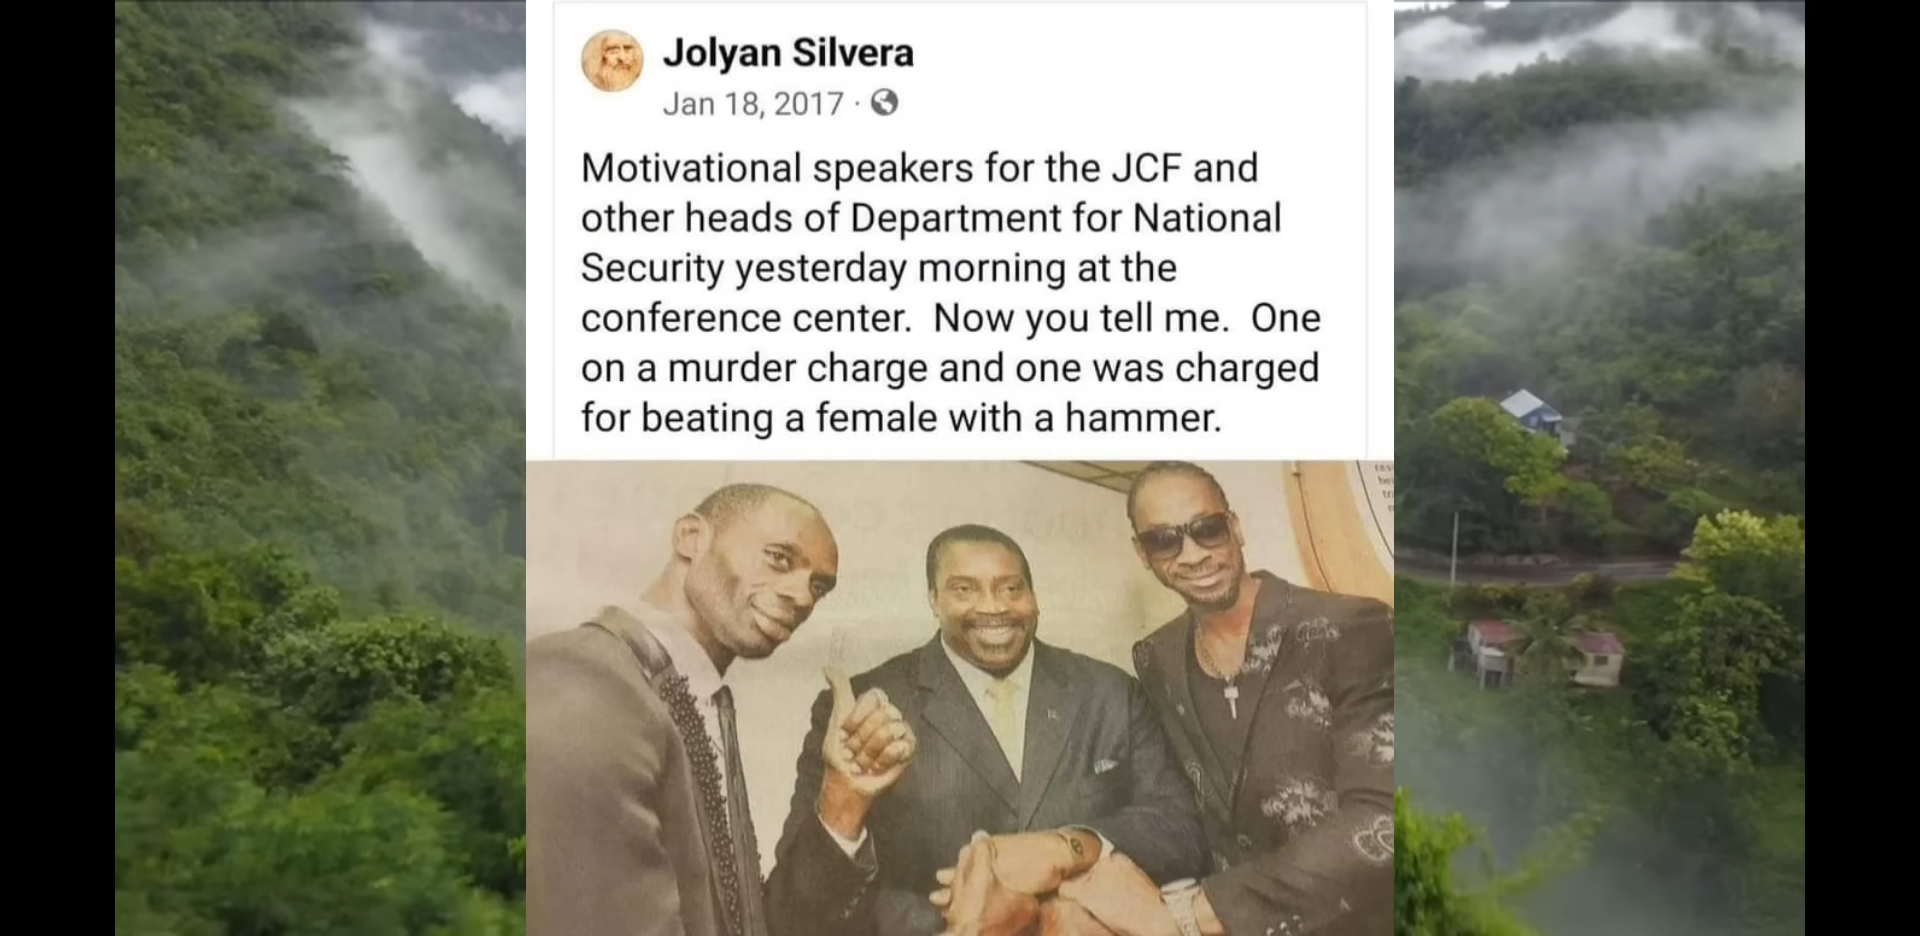 Jolyan Silvera
Jan 18, 2017 ·
Motivational speakers for the JCF and
other heads of Department for National
Security yesterday morning at the
conference center.  Now you tell me.  One
on a murder charge and one was charged
for beating a female with a hammer.